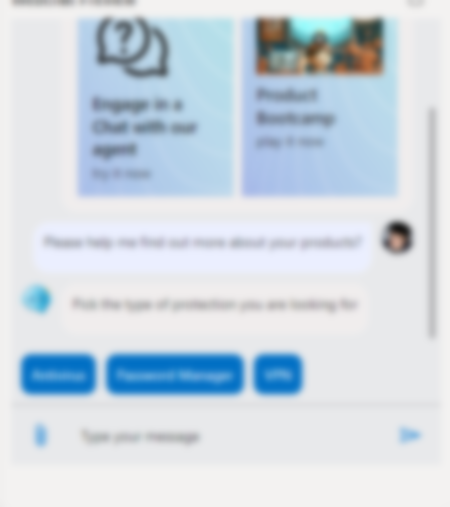 Engage in a
Chat with our
agent
try it now
Product
Bootcamp
play it now
Please help me find out more about your products?
Pick the type of protection you are looking for
Antivirus
Password Manager
VPN
Type your message